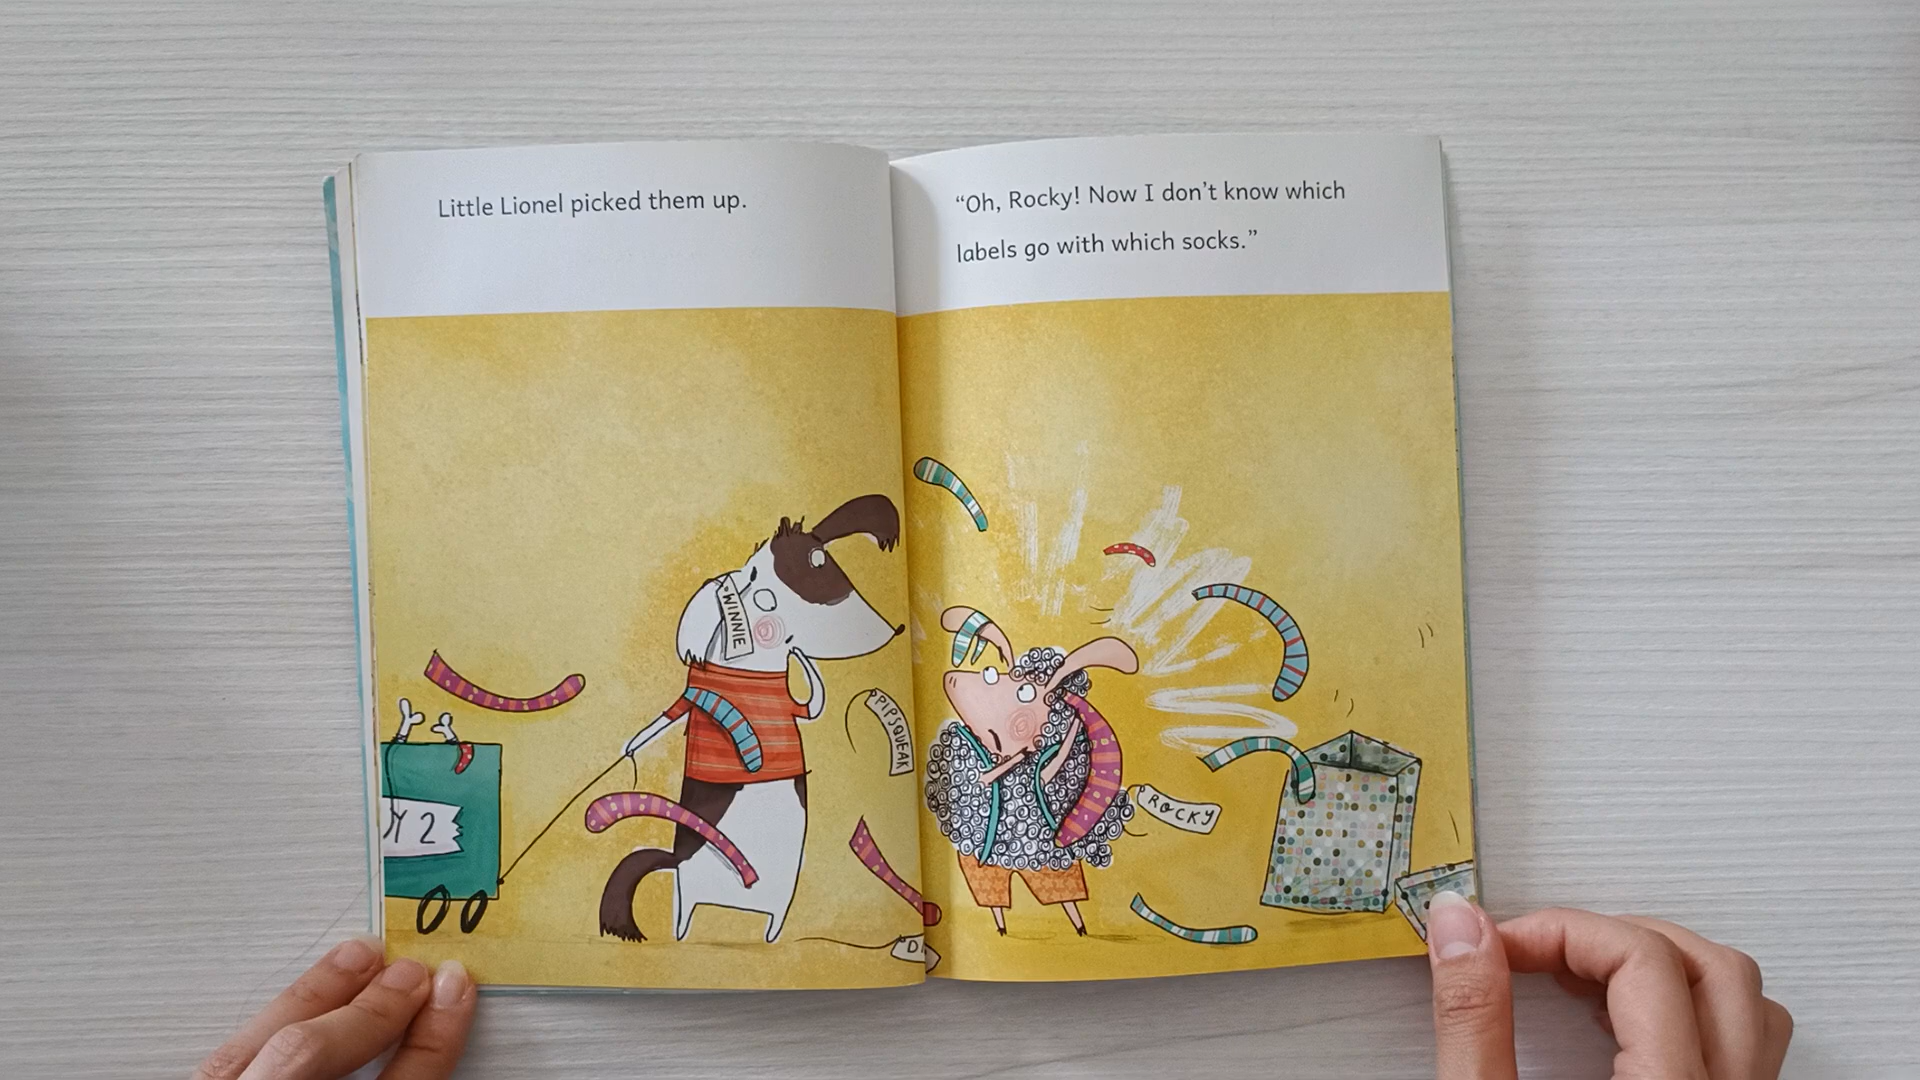 Little Lionel picked them up.
“Oh, Rocky! Now I don’t know which
labels go with which socks.”
WINNIE
PIPSQUEAK
ROCKY
2